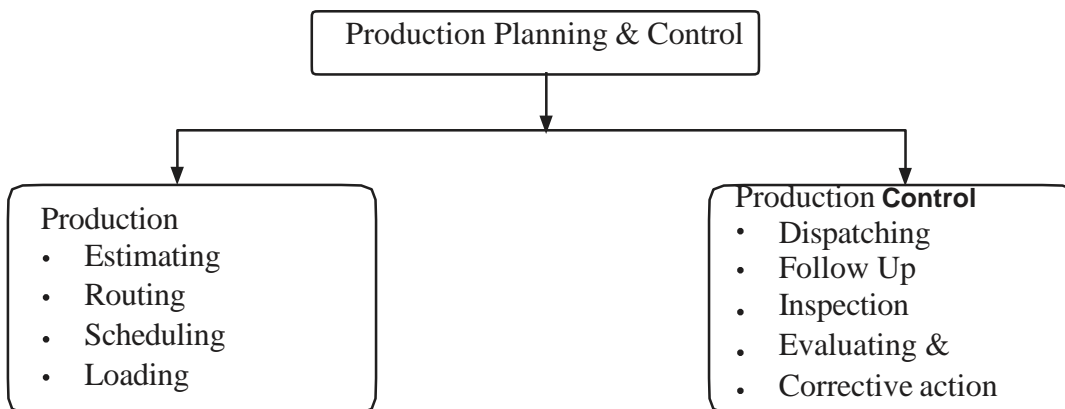 Production Planning & Control
Production
• Estimating
• Routing
• Scheduling
• Loading
Production Control
• Dispatching
• Follow Up
• Inspection
• Evaluating &
• Corrective action